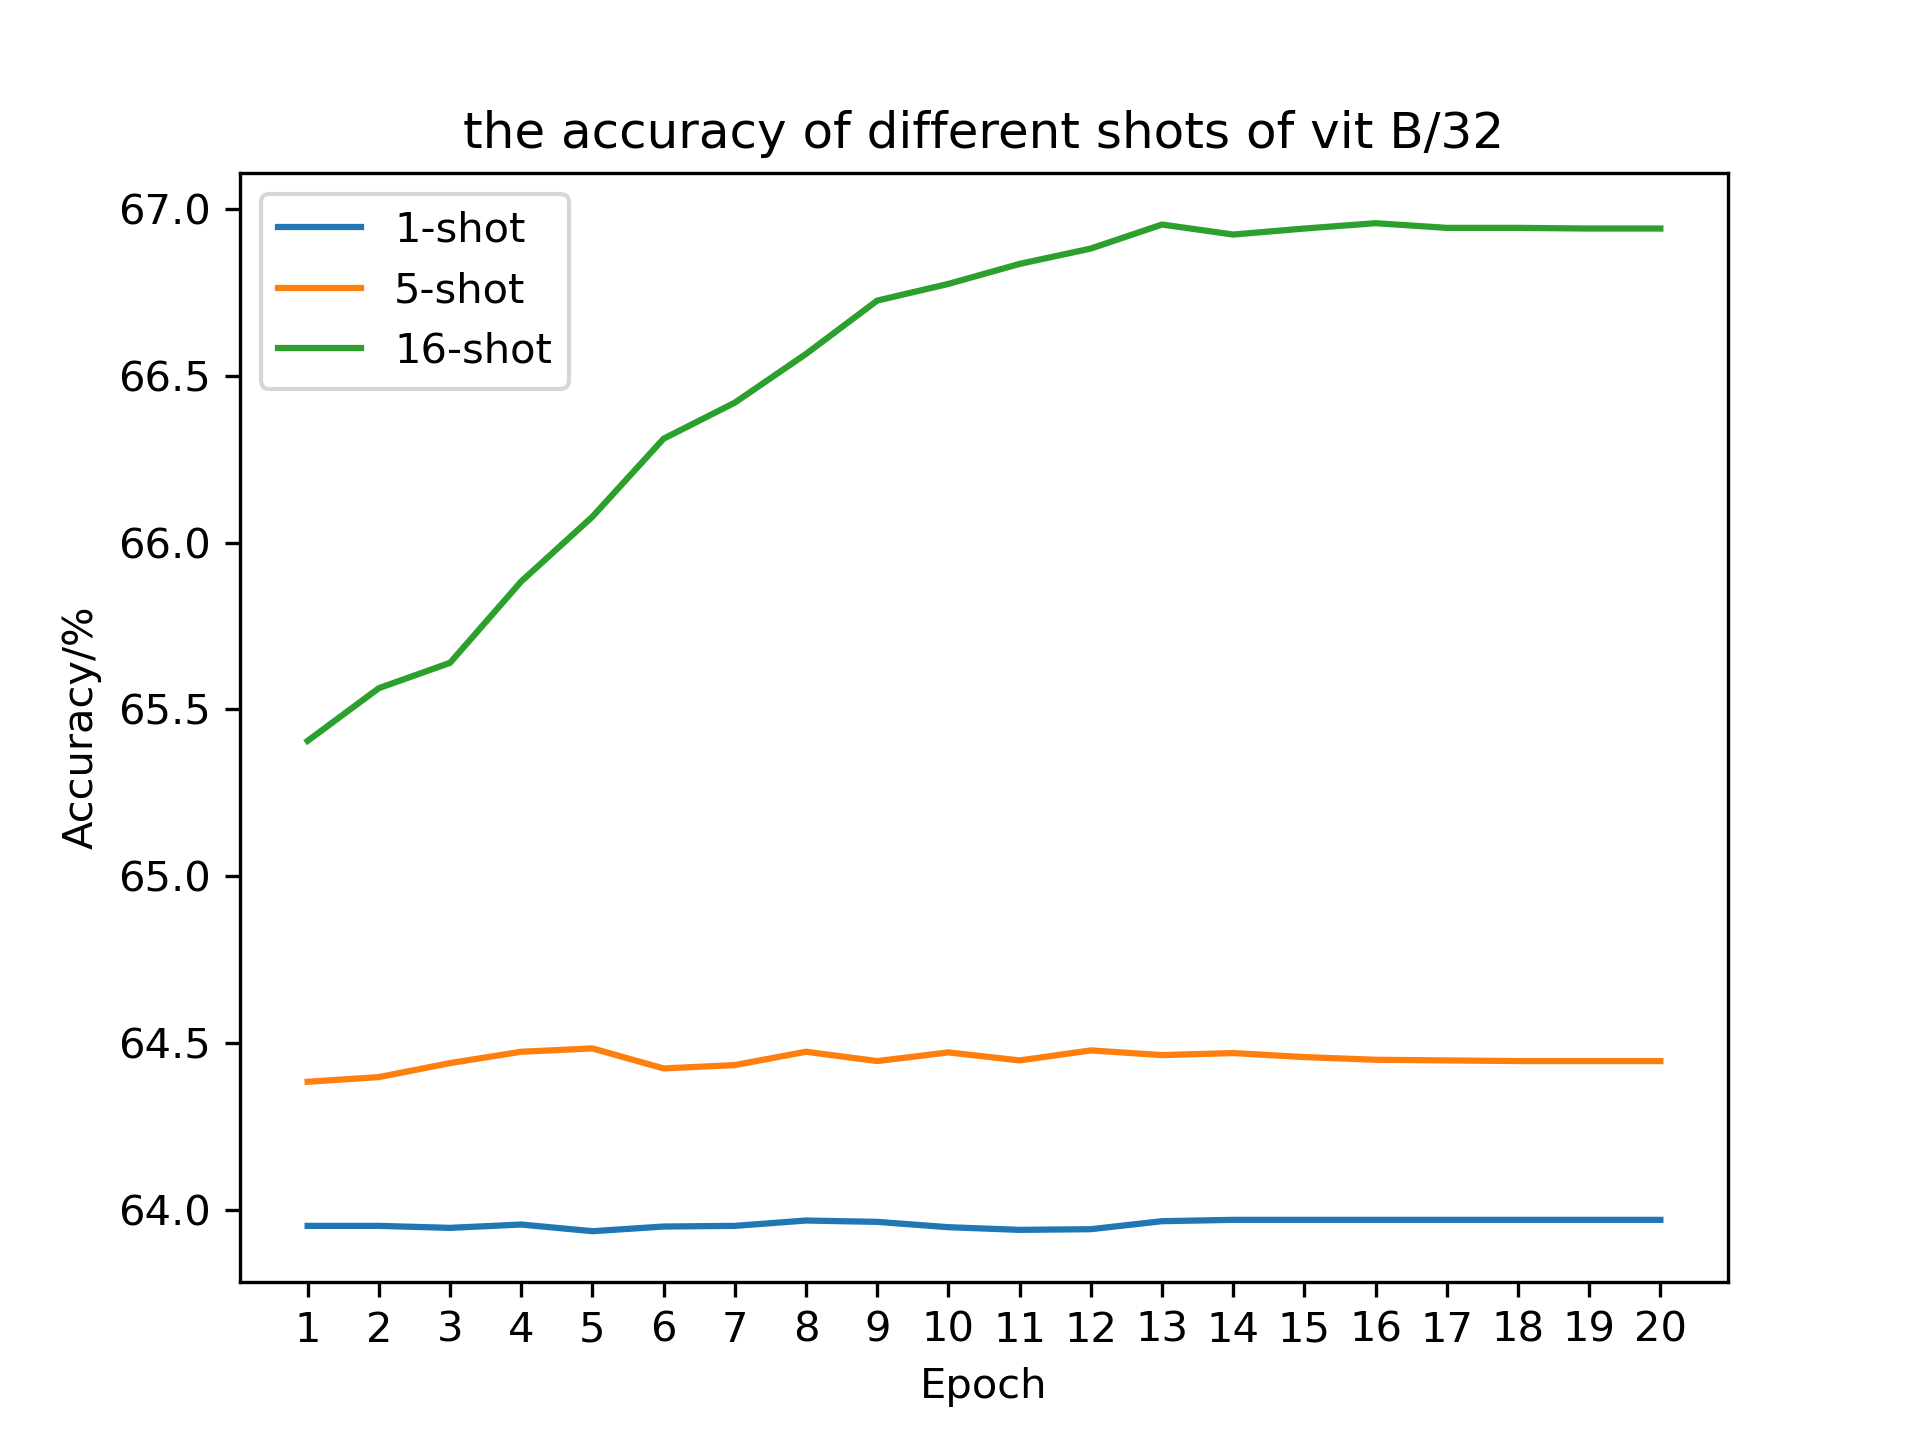 the accuracy of different shots of vit B/32
1-shot
5-shot
16-shot
67.0
66.5
66.0
65.5
65.0
64.5
64.0
Accuracy/%
1 2 3 4 5 6 7 8 9 10 11 12 13 14 15 16 17 18 19 20
Epoch